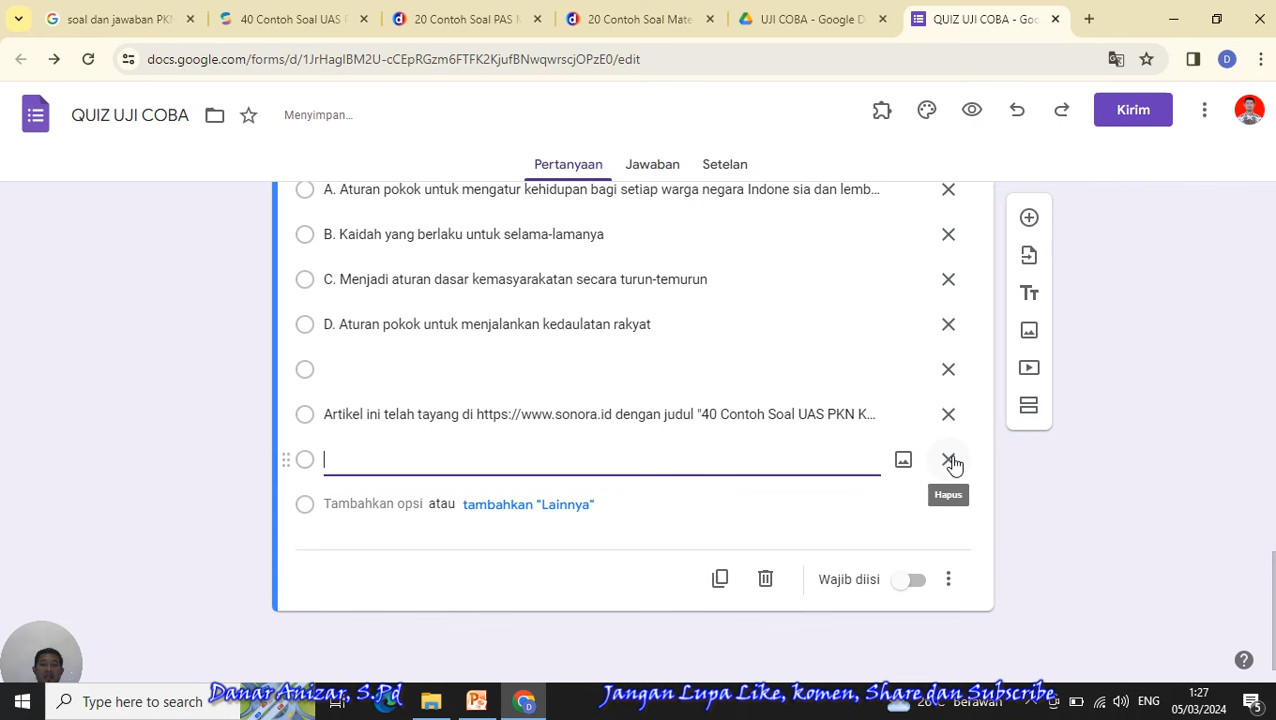 soal dan jawaban PKN
40 Contoh Soal UAS P
20 Contoh Soal PAS M
20 Contoh Soal Mate
UJI COBA - Google D
QUIZ UJI COBA - Goo
docs.google.com/forms/d/1JrHagIBM2U-cCEpRGzm6FTFK2KjufBNwqwrscjOPzE0/edit
D
QUIZ UJI COBA
Menyimpan...
Kirim
Pertanyaan
Jawaban
Setelan
A. Aturan pokok untuk mengatur kehidupan bagi setiap warga negara Indone sia dan lemb...
B. Kaidah yang berlaku untuk selama-lamanya
C. Menjadi aturan dasar kemasyarakatan secara turun-temurun
D. Aturan pokok untuk menjalankan kedaulatan rakyat
Artikel ini telah tayang di https://www.sonora.id dengan judul "40 Contoh Soal UAS PKN K...
Hapus
Tambahkan opsi atau tambahkan "Lainnya"
Wajib diisi
Type here to search
Danar Anizar, S.Pd
Jangan Lupa Like, komen, Share dan Subscribe
Berawan
ENG
1:27
05/03/2024
5